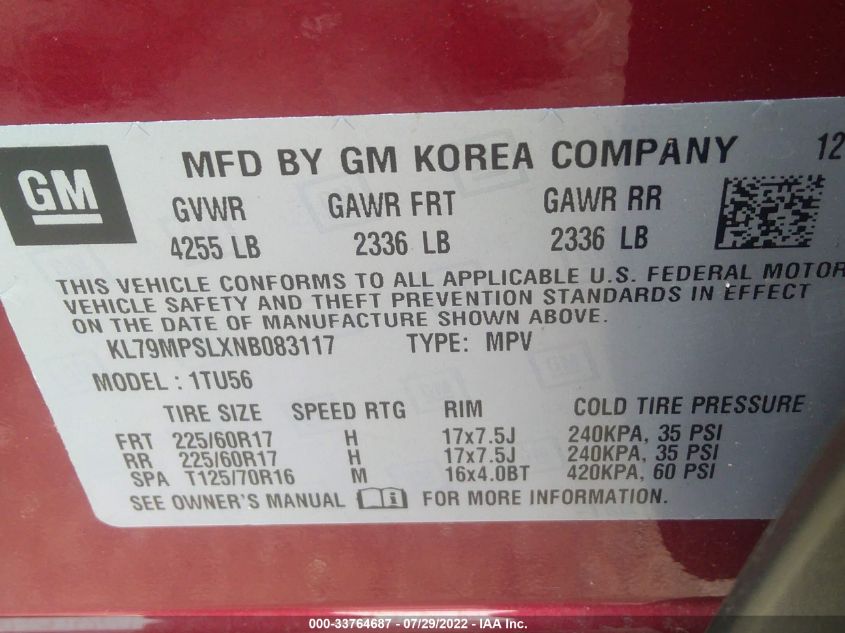 MFD BY GM KOREA COMPANY 12
GM
GVWR GAWR FRT GAWR RR
4255 LB 2336 LB 2336 LB
THIS VEHICLE CONFORMS TO ALL APPLICABLE U.S. FEDERAL MOTOR
VEHICLE SAFETY AND THEFT PREVENTION STANDARDS IN EFFECT
ON THE DATE OF MANUFACTURE SHOWN ABOVE.
KL79MPSLXNB083117 TYPE: MPV
MODEL : 1TU56
TIRE SIZE SPEED RTG RIM COLD TIRE PRESSURE
FRT 225/60R17 H 17x7.5J 240KPA, 35 PSI
RR 225/60R17 H 17x7.5J 240KPA, 35 PSI
SPA T125/70R16 M 16x4.0BT 420KPA, 60 PSI
SEE OWNER'S MANUAL FOR MORE INFORMATION.
000-33764687 - 07/29/2022 - IAA Inc.